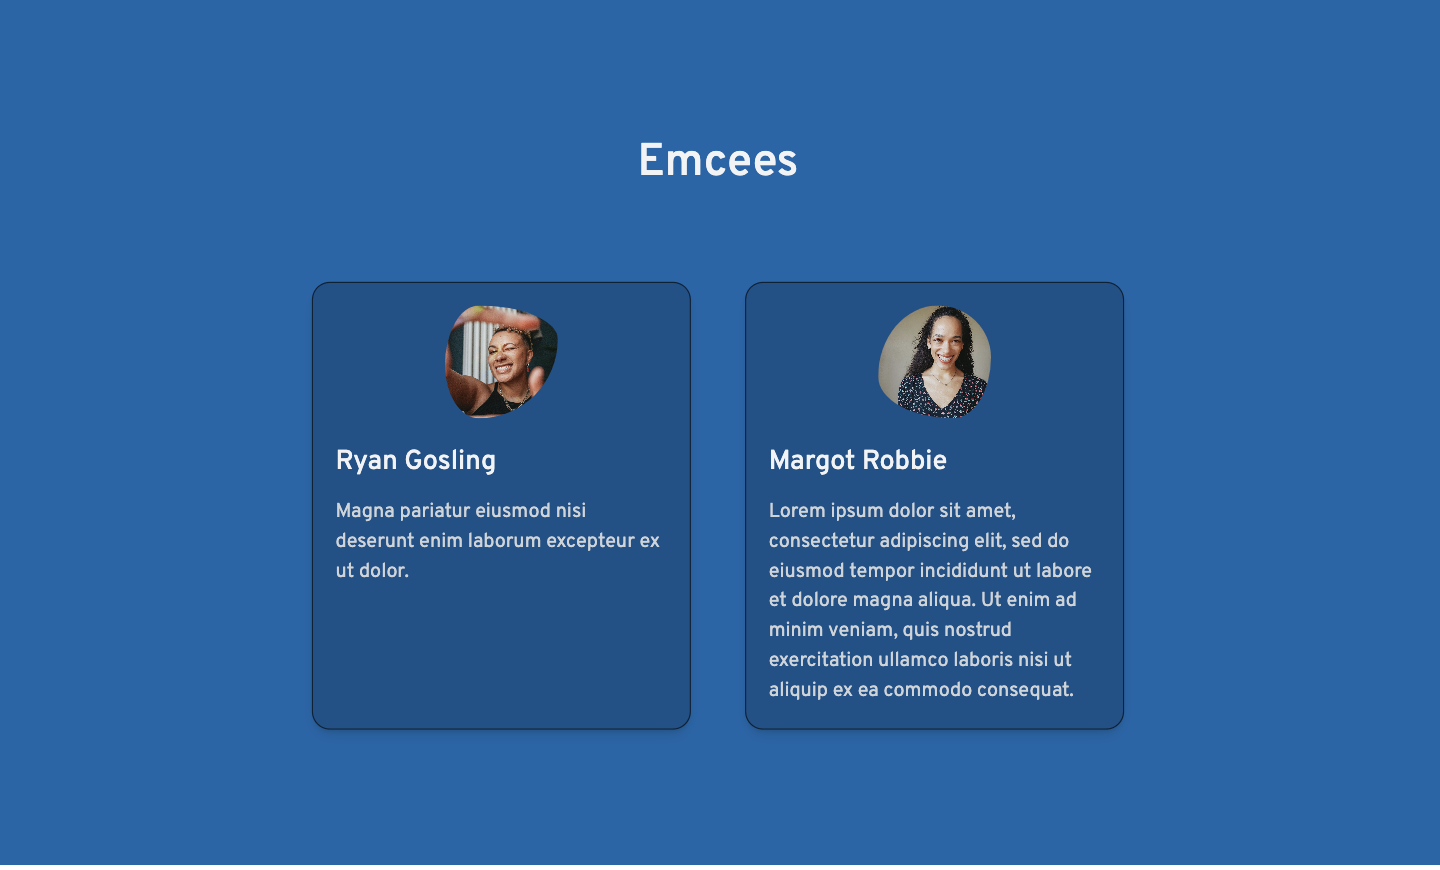 Emcees
Ryan Gosling
Magna pariatur eiusmod nisi
deserunt enim laborum excepteur ex
ut dolor.
Margot Robbie
Lorem ipsum dolor sit amet,
consectetur adipiscing elit, sed do
eiusmod tempor incididunt ut labore
et dolore magna aliqua. Ut enim ad
minim veniam, quis nostrud
exercitation ullamco laboris nisi ut
aliquip ex ea commodo consequat.